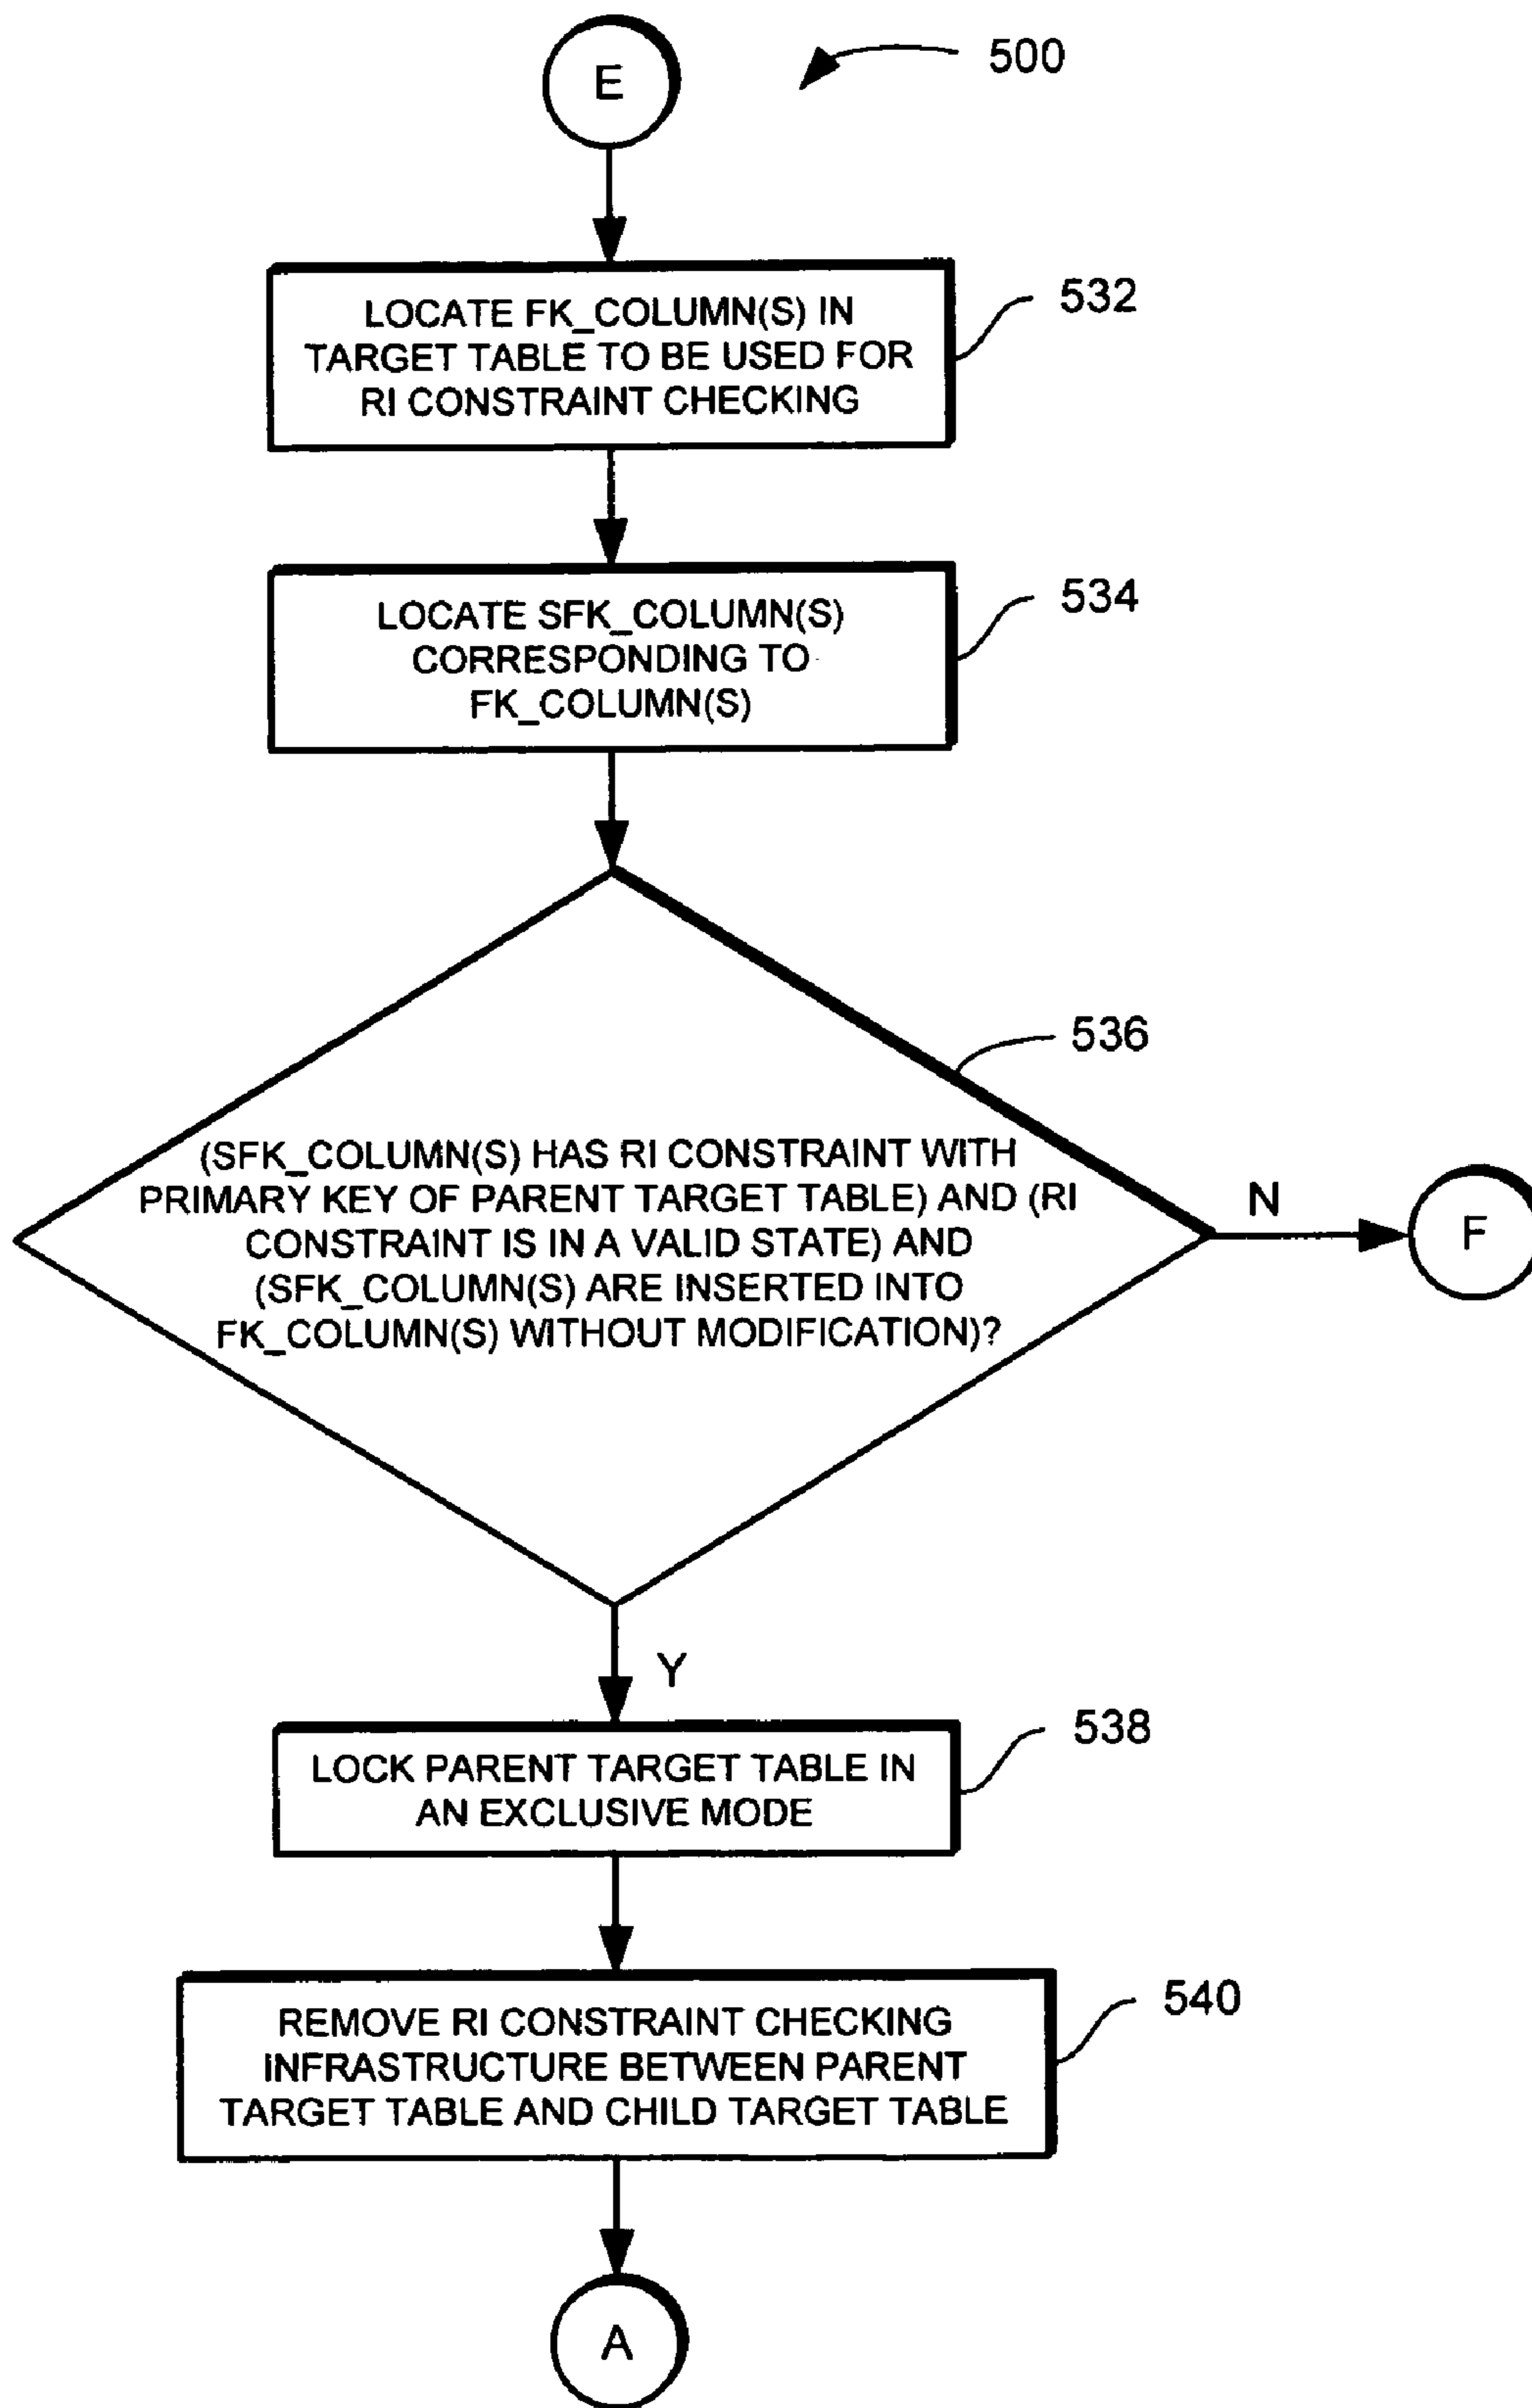 E
500
LOCATE FK_COLUMN(S) IN
TARGET TABLE TO BE USED FOR
RI CONSTRAINT CHECKING
532
LOCATE SFK_COLUMN(S)
CORRESPONDING TO
FK_COLUMN(S)
534
536
(SFK_COLUMN(S) HAS RI CONSTRAINT WITH
PRIMARY KEY OF PARENT TARGET TABLE) AND (RI
CONSTRAINT IS IN A VALID STATE) AND
(SFK_COLUMN(S) ARE INSERTED INTO
FK_COLUMN(S) WITHOUT MODIFICATION)?
N
F
Y
LOCK PARENT TARGET TABLE IN
AN EXCLUSIVE MODE
538
REMOVE RI CONSTRAINT CHECKING
INFRASTRUCTURE BETWEEN PARENT
TARGET TABLE AND CHILD TARGET TABLE
540
A